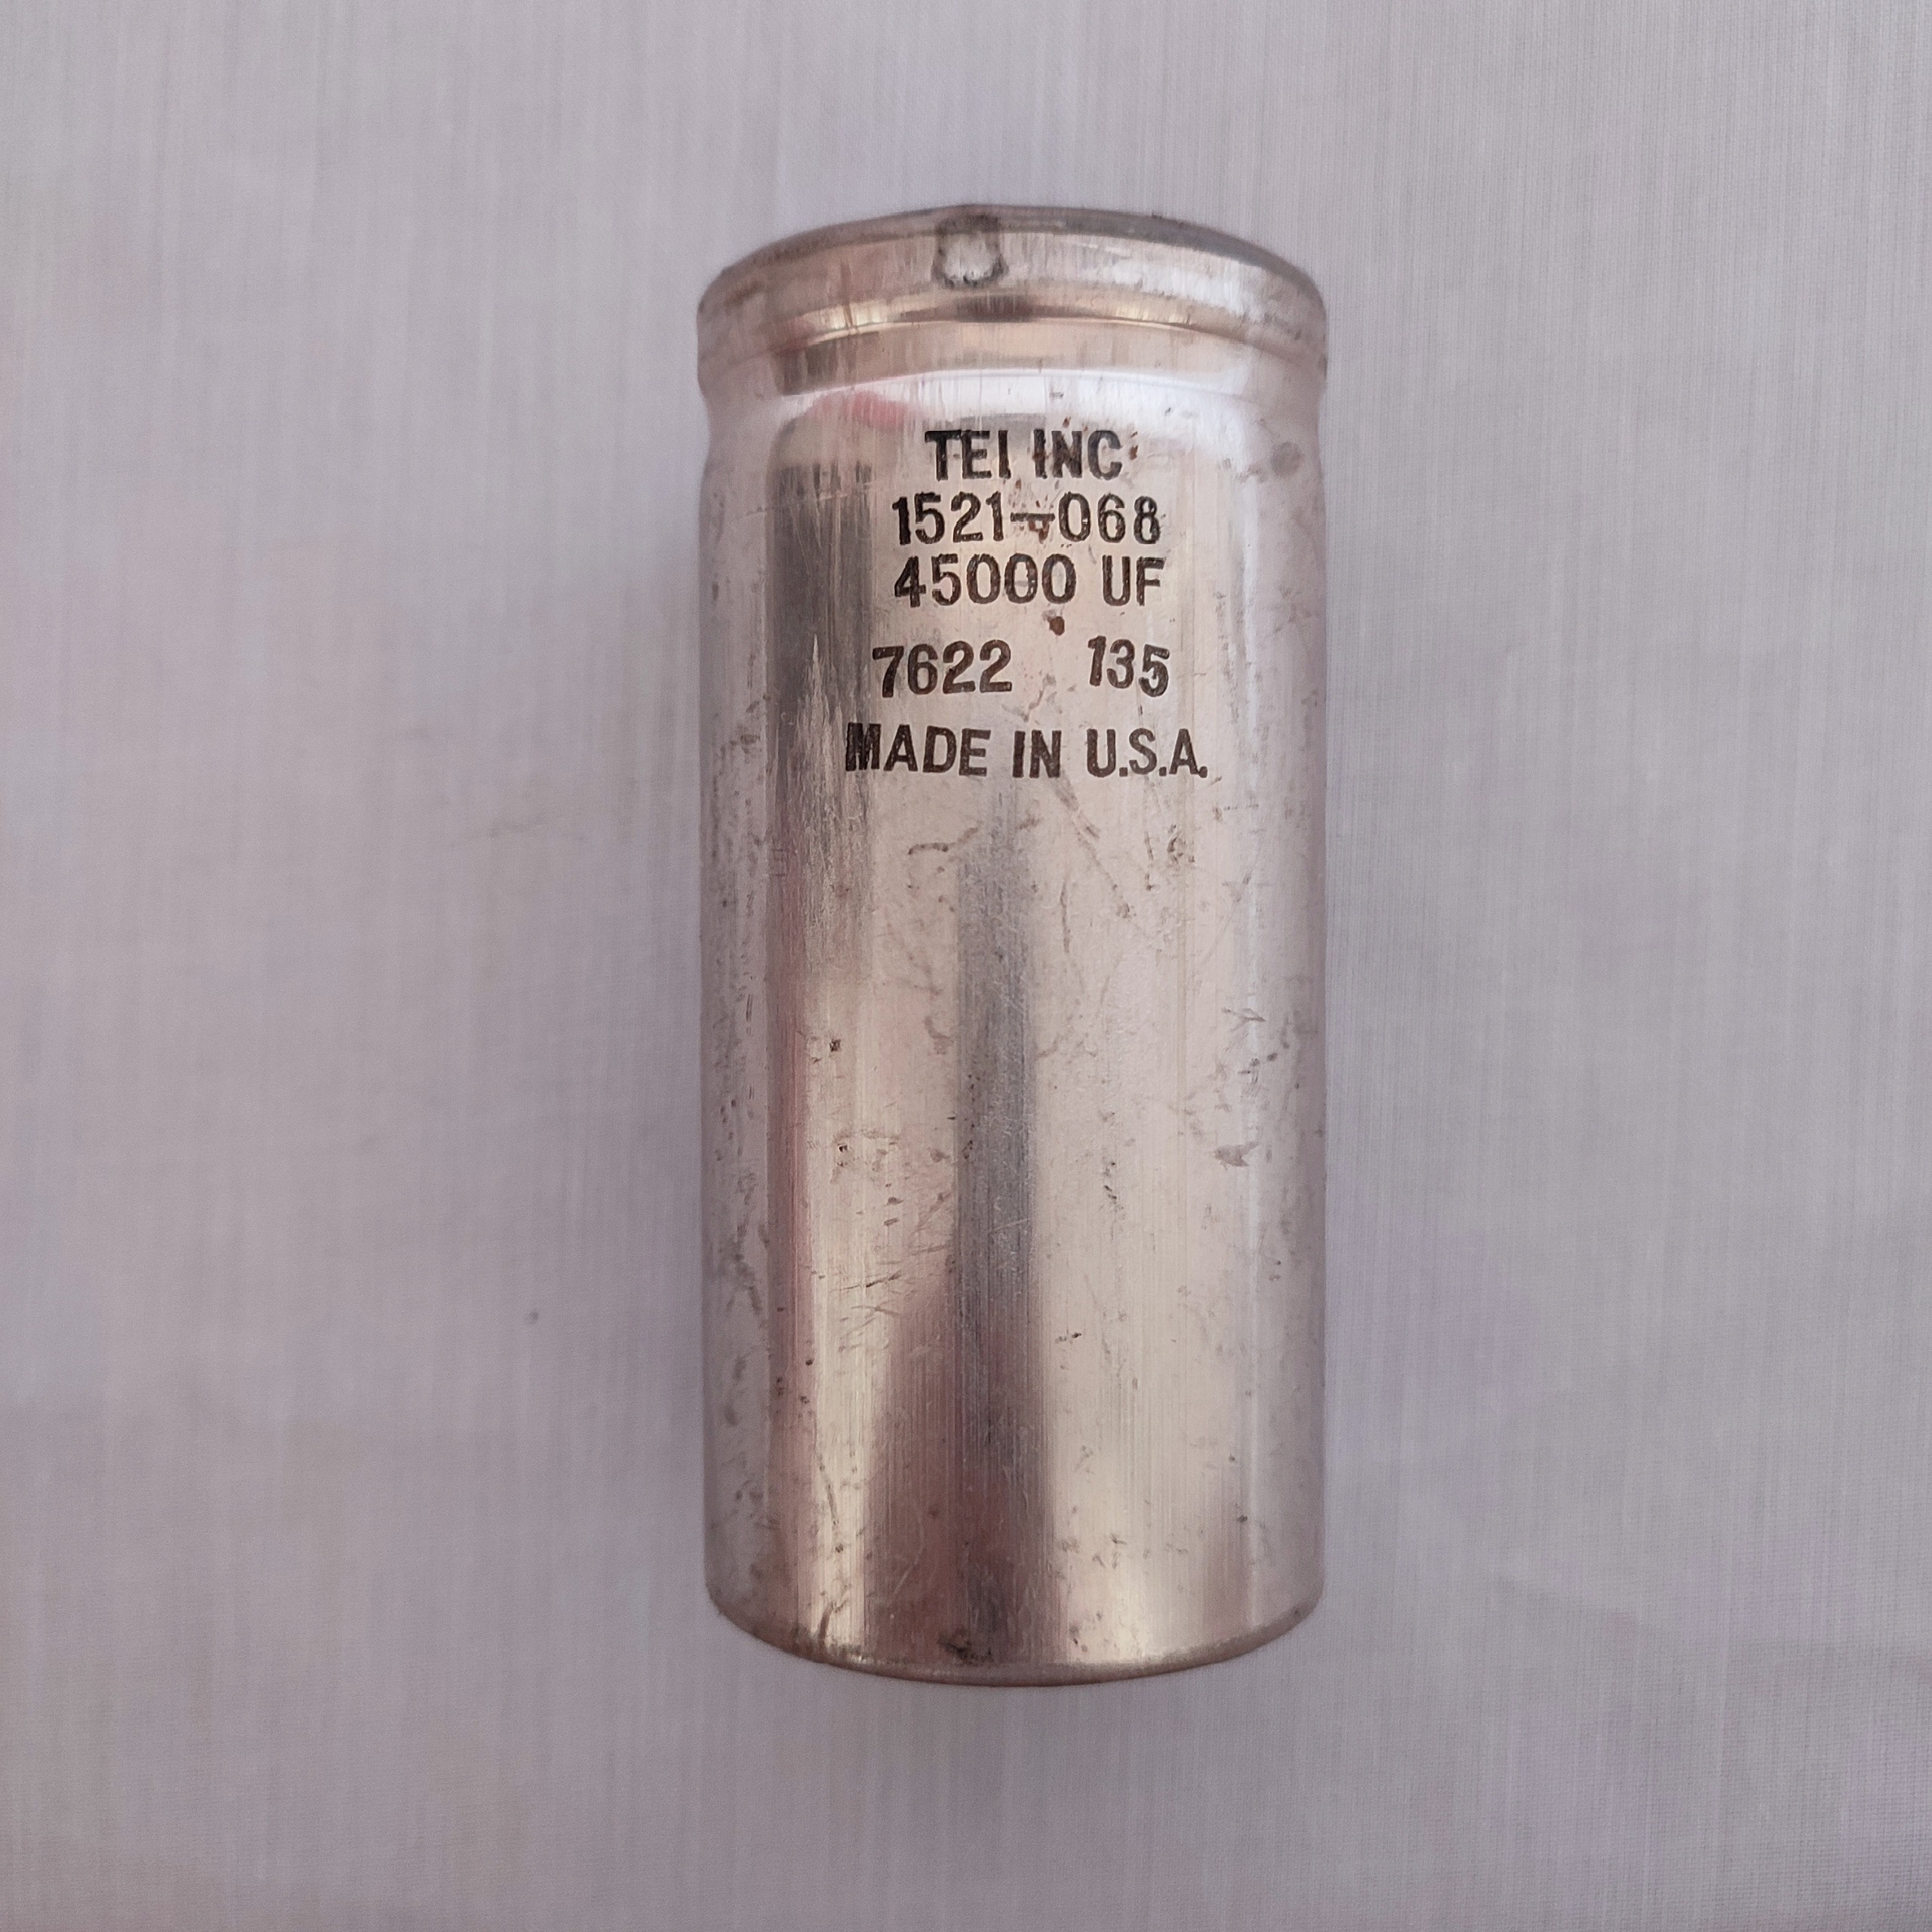 TEI INC
1521-068
45000 UF
7622 135
MADE IN U.S.A.